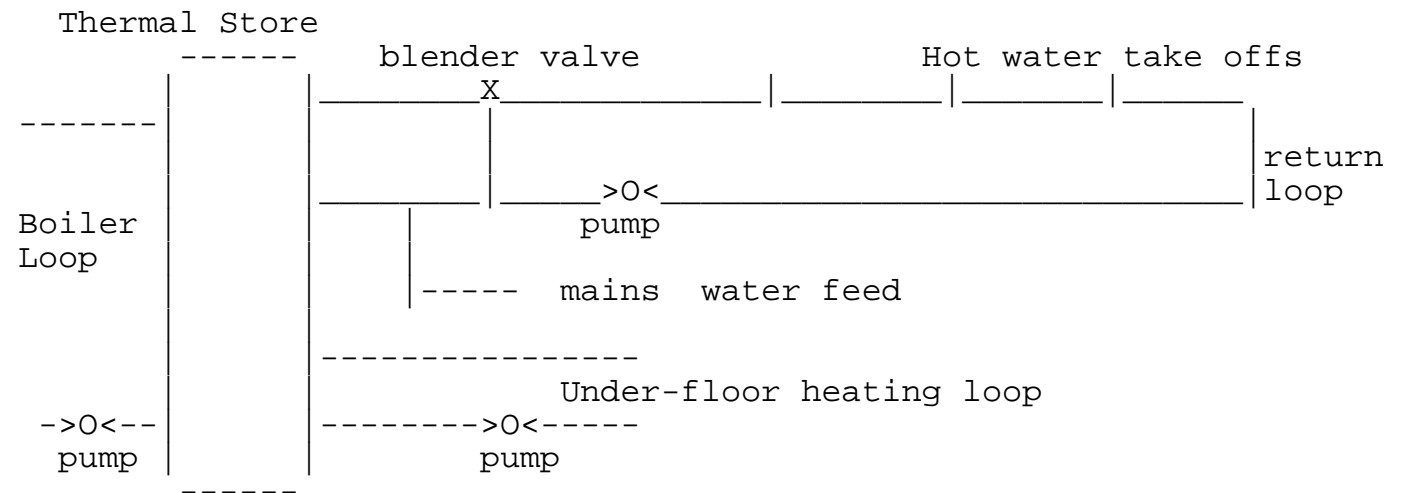 Thermal Store
blender valve Hot water take offs
X
return
>O< loop
Boiler pump
Loop
mains water feed
Under-floor heating loop
->O<-- -------->O<-----
pump pump